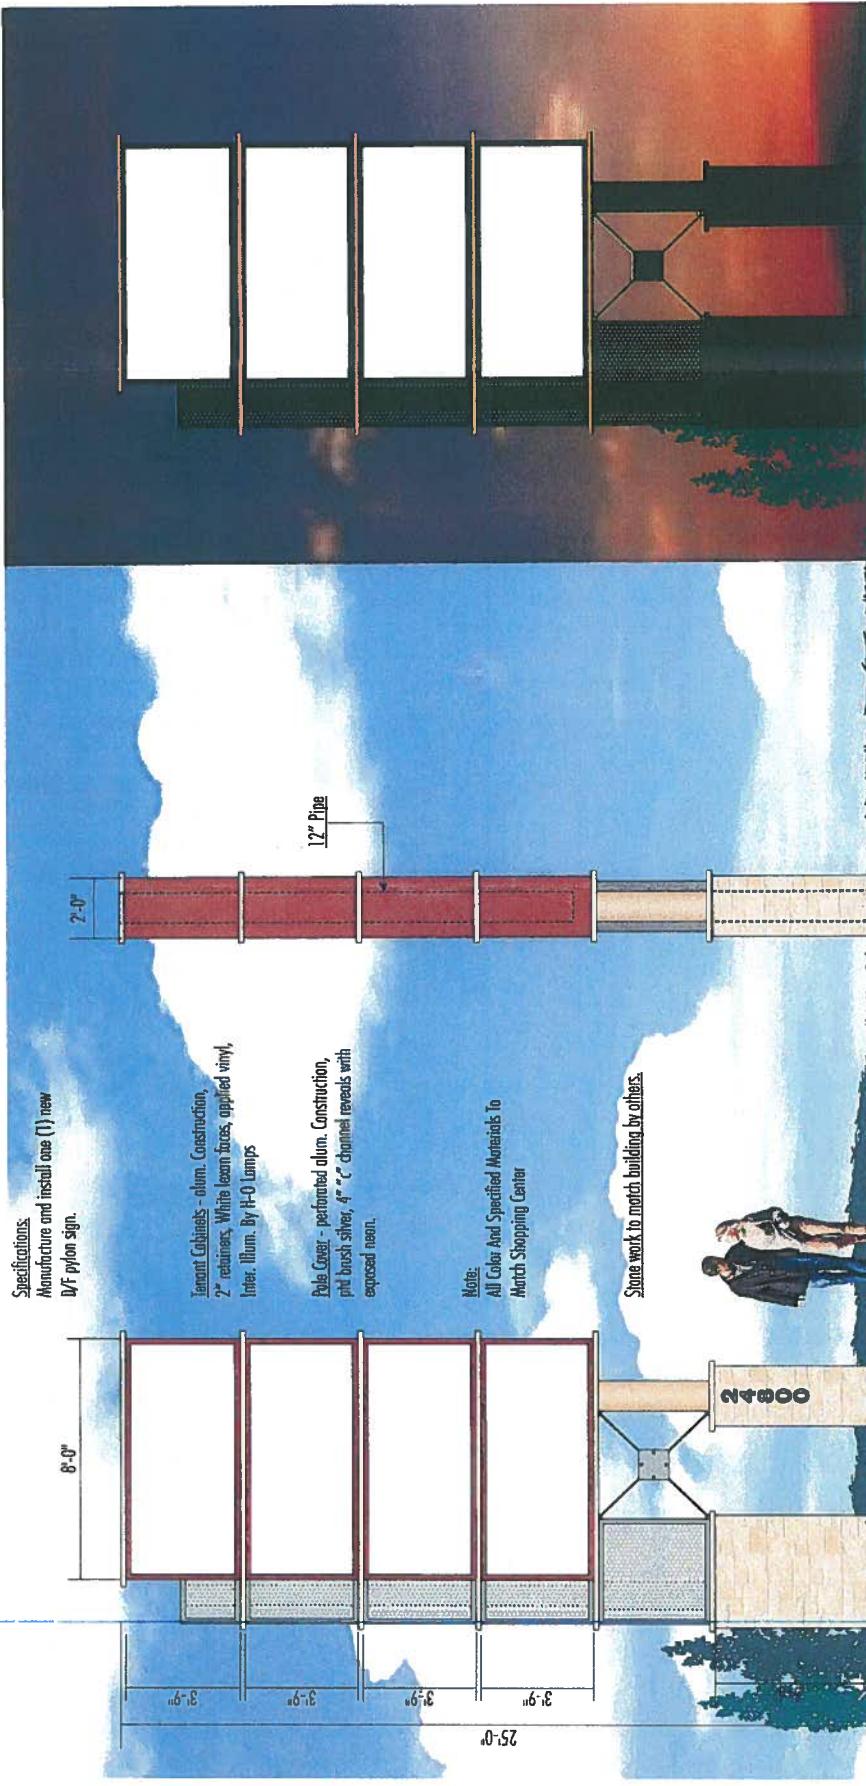 Specifications:
Manufacture and install one (1) new
D/F pylon sign.
8'-0"
Tenant Cabinets - alum. Construction,
2" retainers, White lexan faces, applied vinyl,
Inter. Illum. By H-O Lamps
Pole Cover - perforated alum. Construction,
ptd brush silver, 4" "c" channel reveals with
exposed neon.
Note:
All Color And Specified Materials To
Match Shopping Center
Stone work to match building by others.
2'-0"
12" Pipe
3'-9"
3'-9"
3'-9"
3'-9"
25'-0"
24800